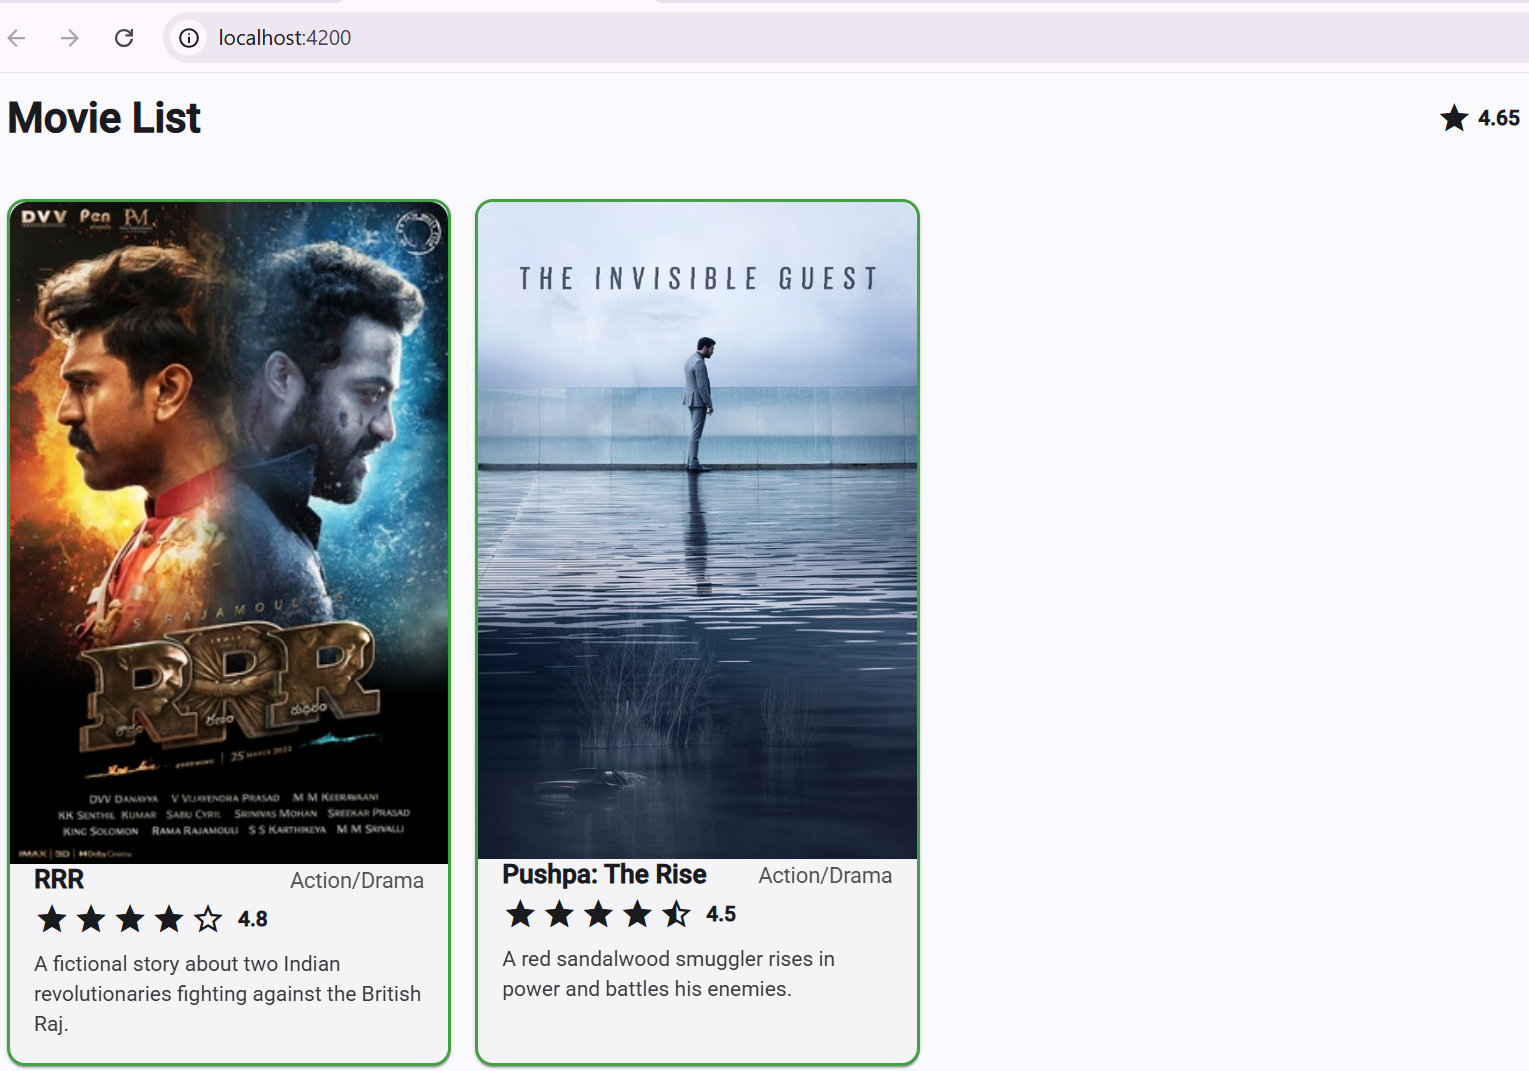 localhost:4200
Movie List
4.65
DVV Pen
S S RAJAMOULI'S
RRR
25 MARCH 2022
DVV DANAYYA V VIJAYENDRA PRASAD M M KEERAVAANI
KK SENTHIL KUMAR SABU CYRIL SRINIVAS MOHAN SREEKAR PRASAD
KING SOLOMON RAMA RAJAMOULI S S KARTHIKEYA M M SRIVALLI
IMAX 3D Dolby Cinema
RRR Action/Drama
4.8
A fictional story about two Indian
revolutionaries fighting against the British
Raj.
THE INVISIBLE GUEST
Pushpa: The Rise Action/Drama
4.5
A red sandalwood smuggler rises in
power and battles his enemies.